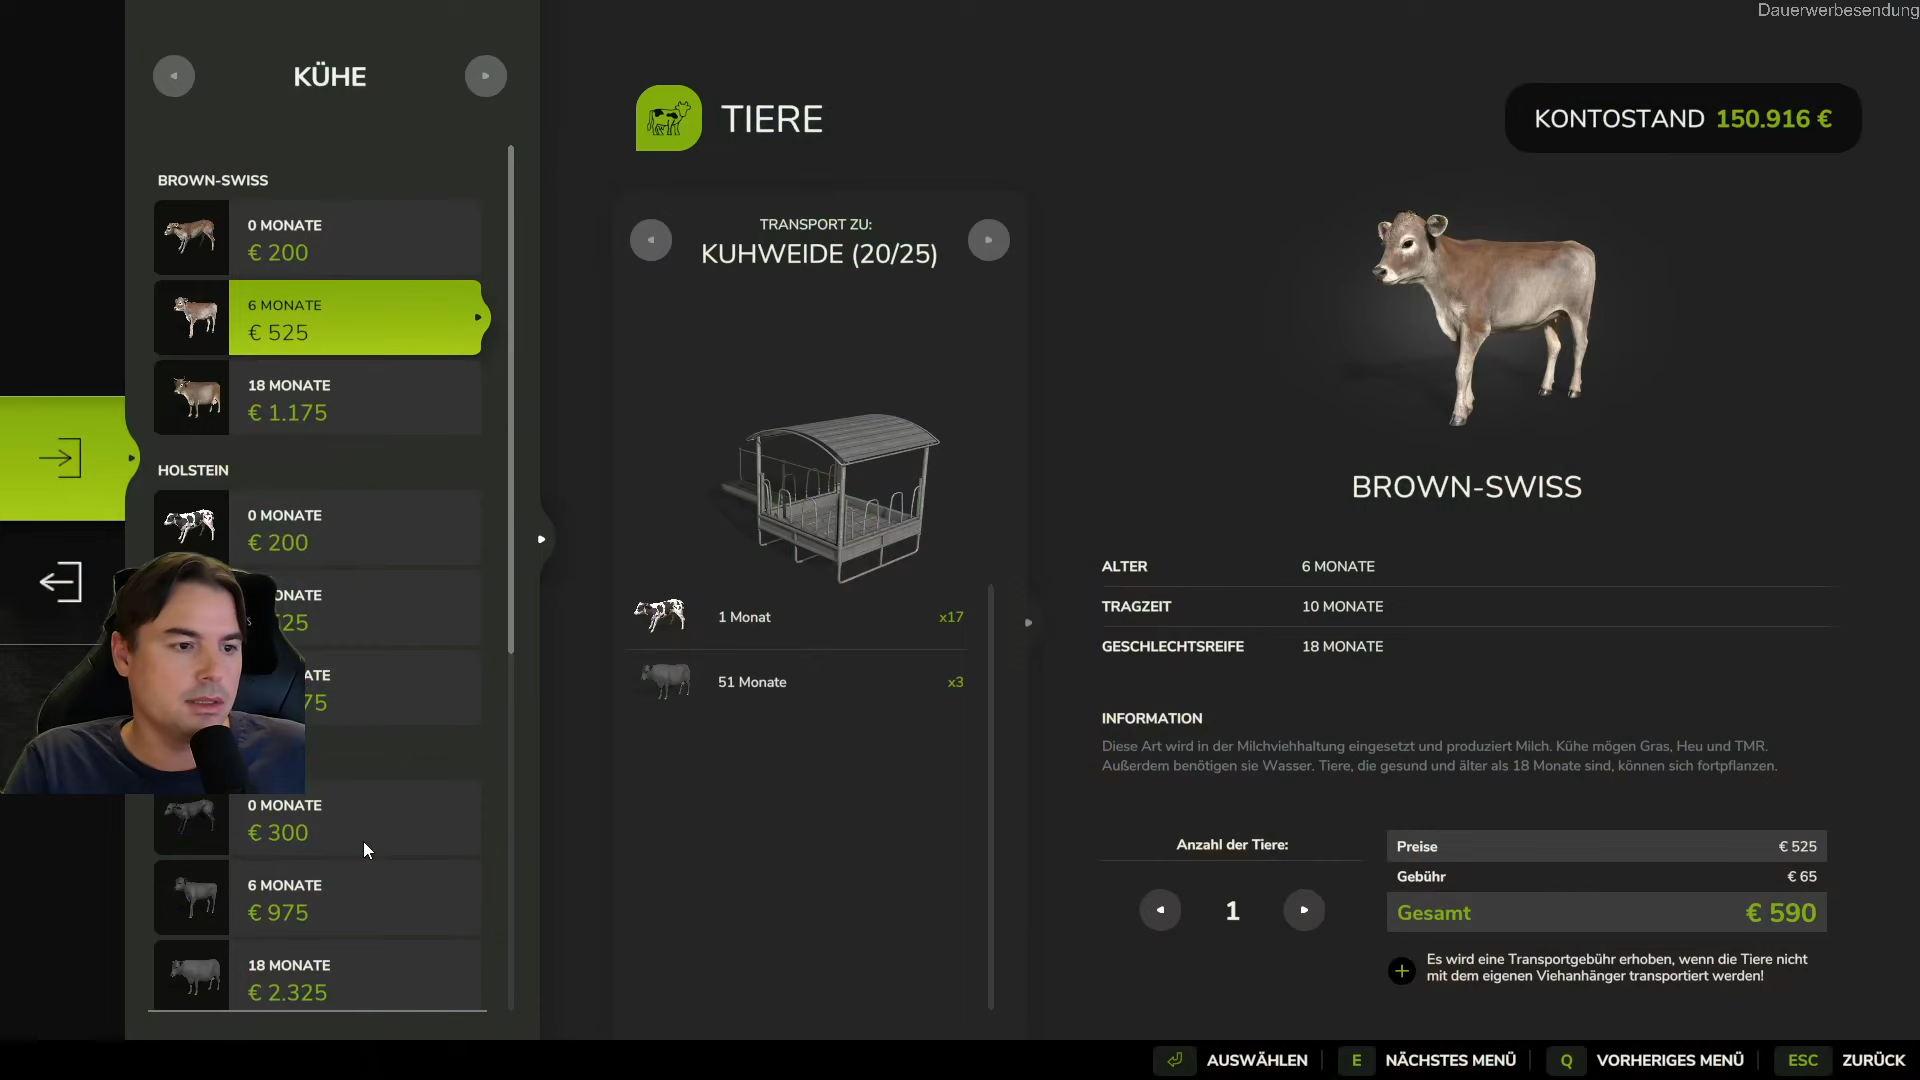 Dauerwerbesendung
KÜHE
TIERE
KONTOSTAND 150.916 €
BROWN-SWISS
0 MONATE
€ 200
6 MONATE
€ 525
18 MONATE
€ 1.175
HOLSTEIN
0 MONATE
€ 200
ONATE
25
ATE
75
0 MONATE
€ 300
6 MONATE
€ 975
18 MONATE
€ 2.325
TRANSPORT ZU:
KUHWEIDE (20/25)
1 Monat x17
51 Monate x3
BROWN-SWISS
ALTER 6 MONATE
TRAGZEIT 10 MONATE
GESCHLECHTSREIFE 18 MONATE
INFORMATION
Diese Art wird in der Milchviehhaltung eingesetzt und produziert Milch. Kühe mögen Gras, Heu und TMR.
Außerdem benötigen sie Wasser. Tiere, die gesund und älter als 18 Monate sind, können sich fortpflanzen.
Anzahl der Tiere:
1
Preise € 525
Gebühr € 65
Gesamt € 590
Es wird eine Transportgebühr erhoben, wenn die Tiere nicht
mit dem eigenen Viehanhänger transportiert werden!
AUSWÄHLEN E NÄCHSTES MENÜ Q VORHERIGES MENÜ ESC ZURÜCK